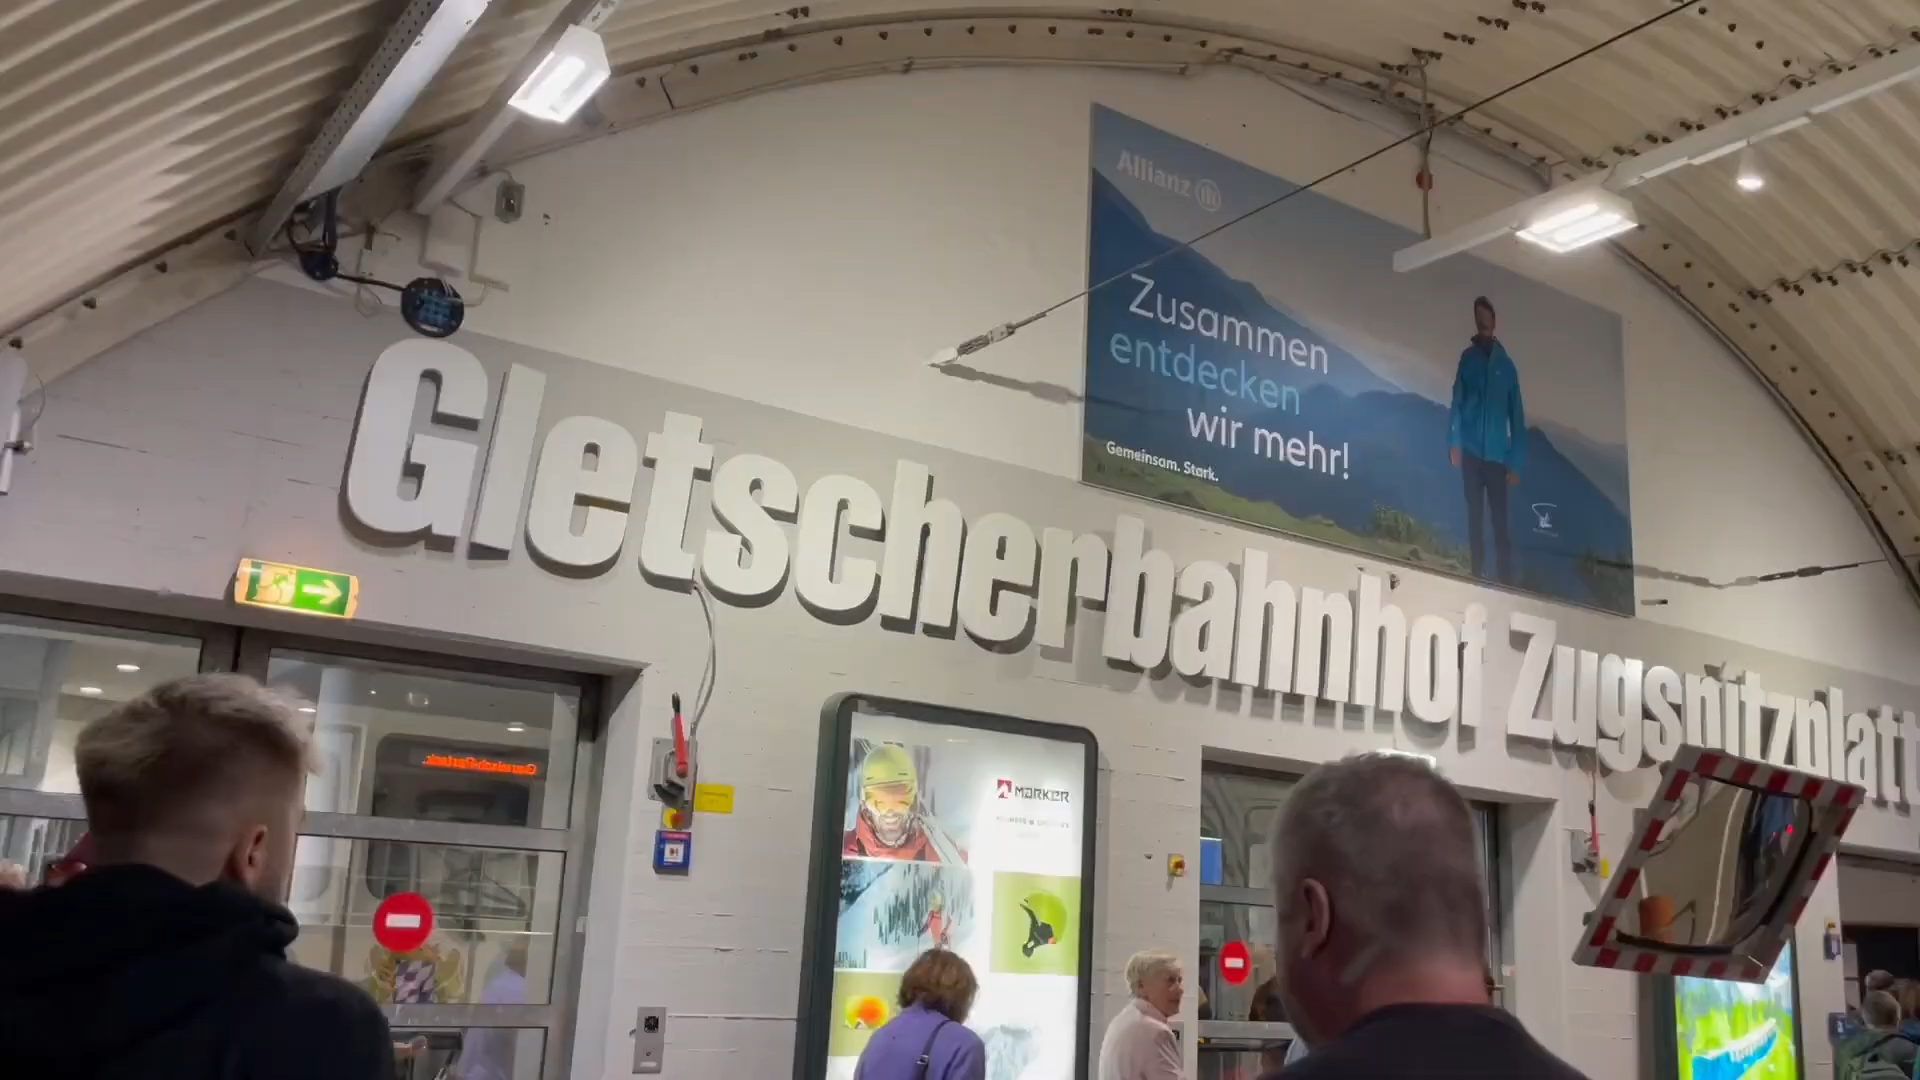 Allianz
Zusammen
entdecken
wir mehr!
Gemeinsam. Stark.
Gletscherbahnhof Zugspitzplatt
MARKER